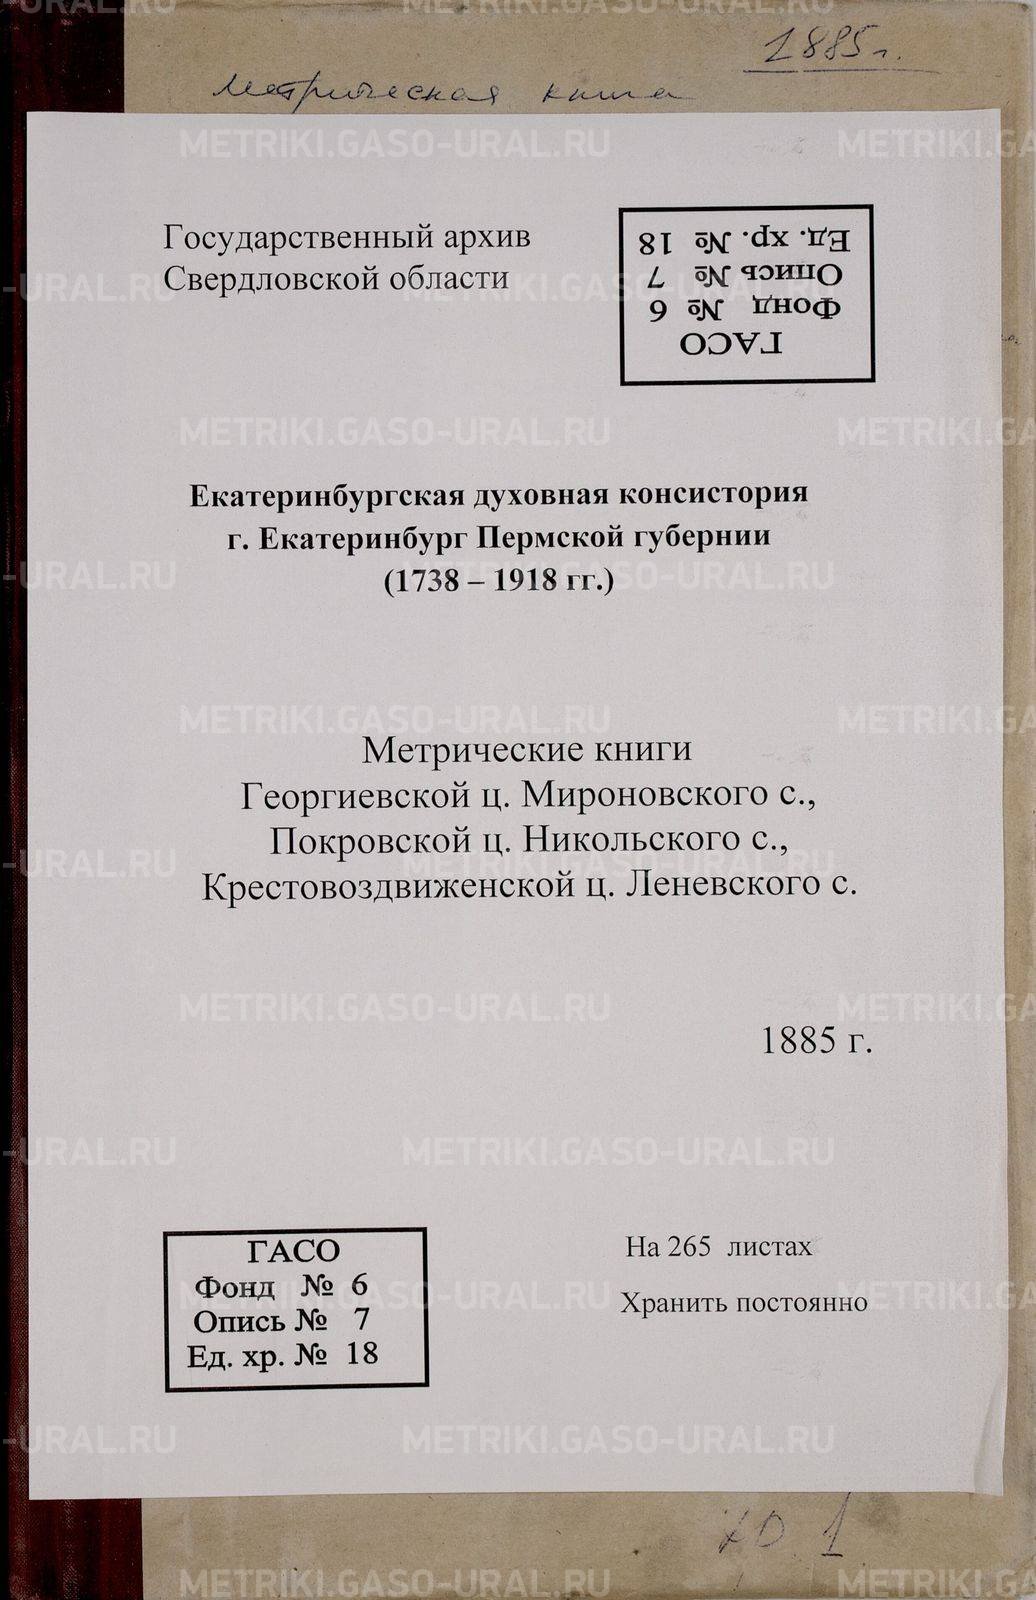 1885 г.
Метрическая книга
Государственный архив
Свердловской области
ГАСО
Фонд № 6
Опись № 7
Ед. хр. № 18
Екатеринбургская духовная консистория
г. Екатеринбург Пермской губернии
(1738 – 1918 гг.)
Метрические книги
Георгиевской ц. Мироновского с.,
Покровской ц. Никольского с.,
Крестовоздвиженской ц. Леневского с.
1885 г.
На 265 листах
Хранить постоянно
ГАСО
Фонд № 6
Опись № 7
Ед. хр. № 18
METRIKI.GASO-URAL.RU